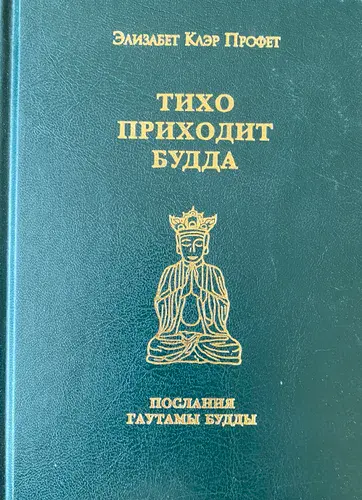 Элизабет Клэр Профет
ТИХО
ПРИХОДИТ
БУДДА
ПОСЛАНИЯ
ГАУТАМЫ БУДДЫ